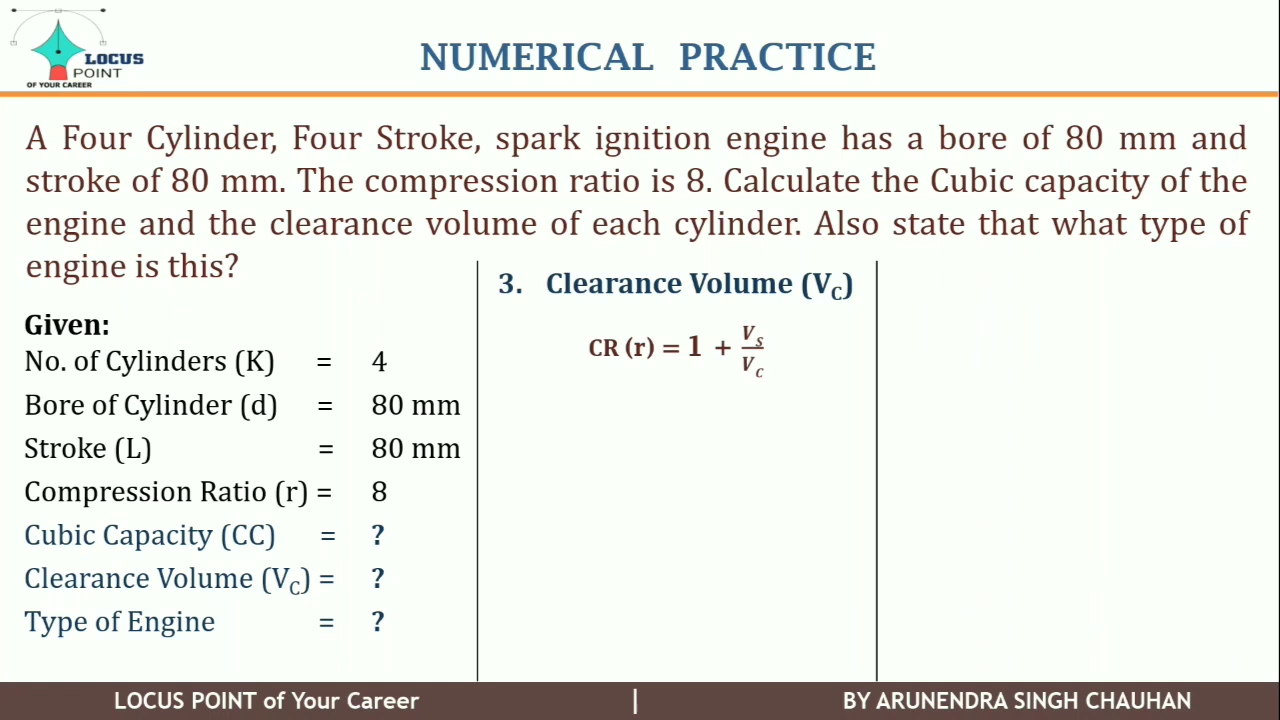 LOCUS
POINT
OF YOUR CAREER
NUMERICAL PRACTICE
A Four Cylinder, Four Stroke, spark ignition engine has a bore of 80 mm and
stroke of 80 mm. The compression ratio is 8. Calculate the Cubic capacity of the
engine and the clearance volume of each cylinder. Also state that what type of
engine is this?
Given:
No. of Cylinders (K) = 4
Bore of Cylinder (d) = 80 mm
Stroke (L) = 80 mm
Compression Ratio (r) = 8
Cubic Capacity (CC) = ?
Clearance Volume (V_C) = ?
Type of Engine = ?
3. Clearance Volume (V_C)
CR (r) = 1 + V_s/V_c
LOCUS POINT of Your Career | BY ARUNENDRA SINGH CHAUHAN